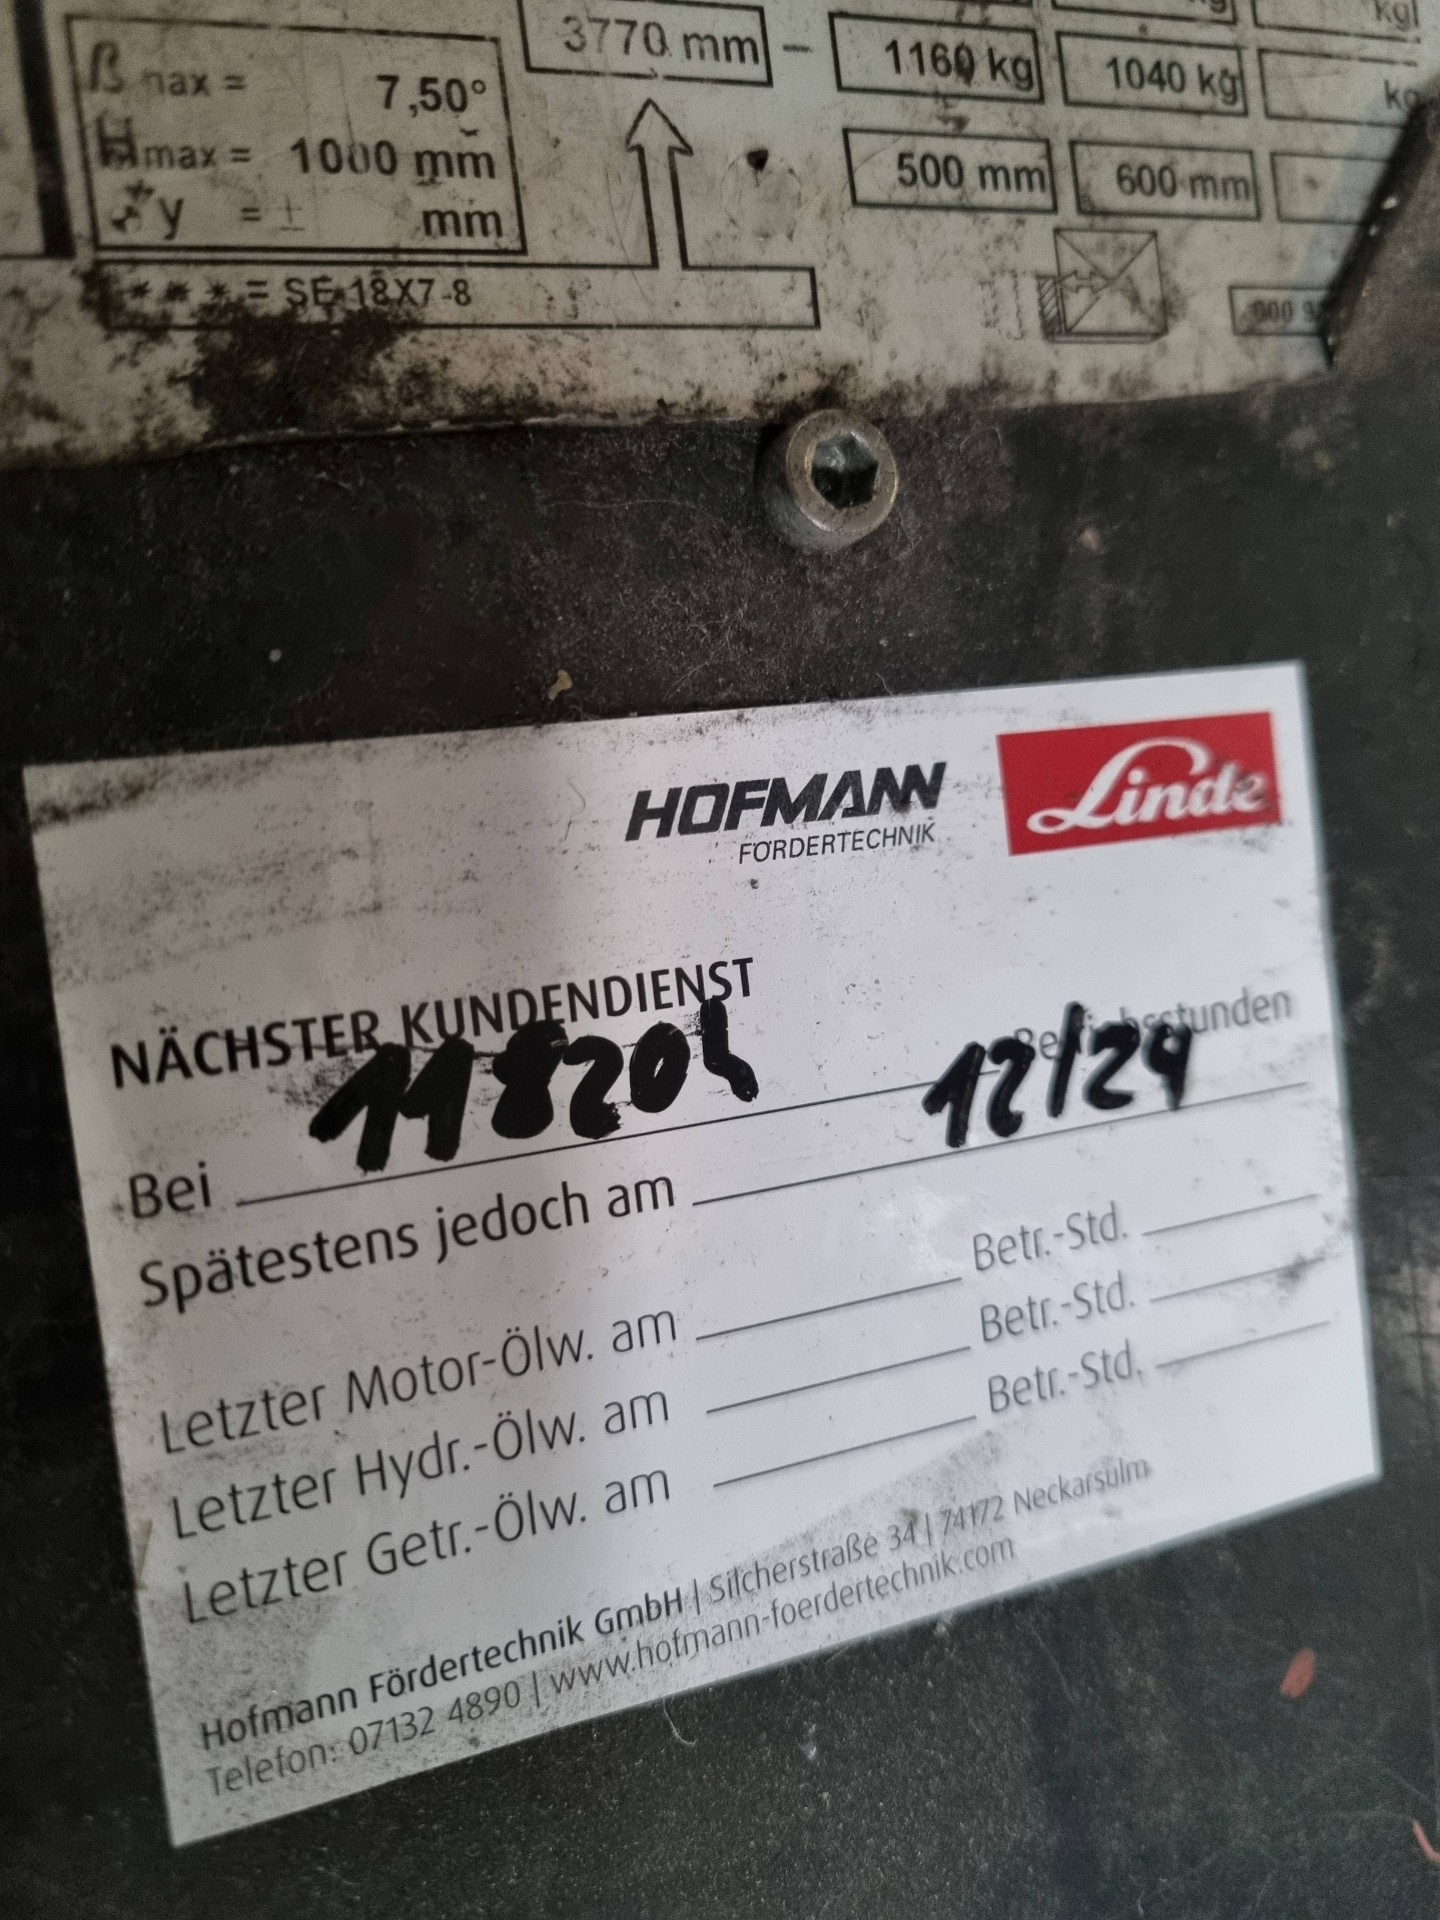 3770 mm – 1160 kg 1040 kg kg
ß max = 7,50°
H max = 1000 mm
y = ± mm
500 mm 600 mm
* * * = SE 18X7-8
HOFMANN
FÖRDERTECHNIK
Linde
NÄCHSTER KUNDENDIENST
Bei 11820h Betriebsstunden
Spätestens jedoch am 12/24
Letzter Motor-Ölw. am Betr.-Std.
Letzter Hydr.-Ölw. am Betr.-Std.
Letzter Getr.-Ölw. am Betr.-Std.
Hofmann Fördertechnik GmbH | Silcherstraße 34 | 74172 Neckarsulm
Telefon: 07132 4890 | www.hofmann-foerdertechnik.com